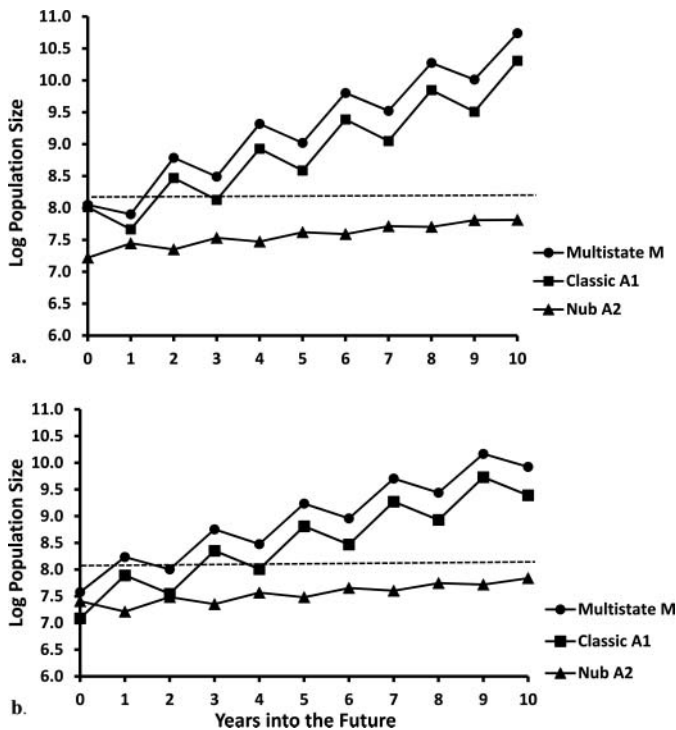 11.0
10.5
10.0
9.5
9.0
8.5
8.0
7.5
7.0
6.5
6.0
Log Population Size
0 1 2 3 4 5 6 7 8 9 10
Multistate M
Classic A1
Nub A2
a.
11.0
10.5
10.0
9.5
9.0
8.5
8.0
7.5
7.0
6.5
6.0
Log Population Size
0 1 2 3 4 5 6 7 8 9 10
Multistate M
Classic A1
Nub A2
b.
Years into the Future